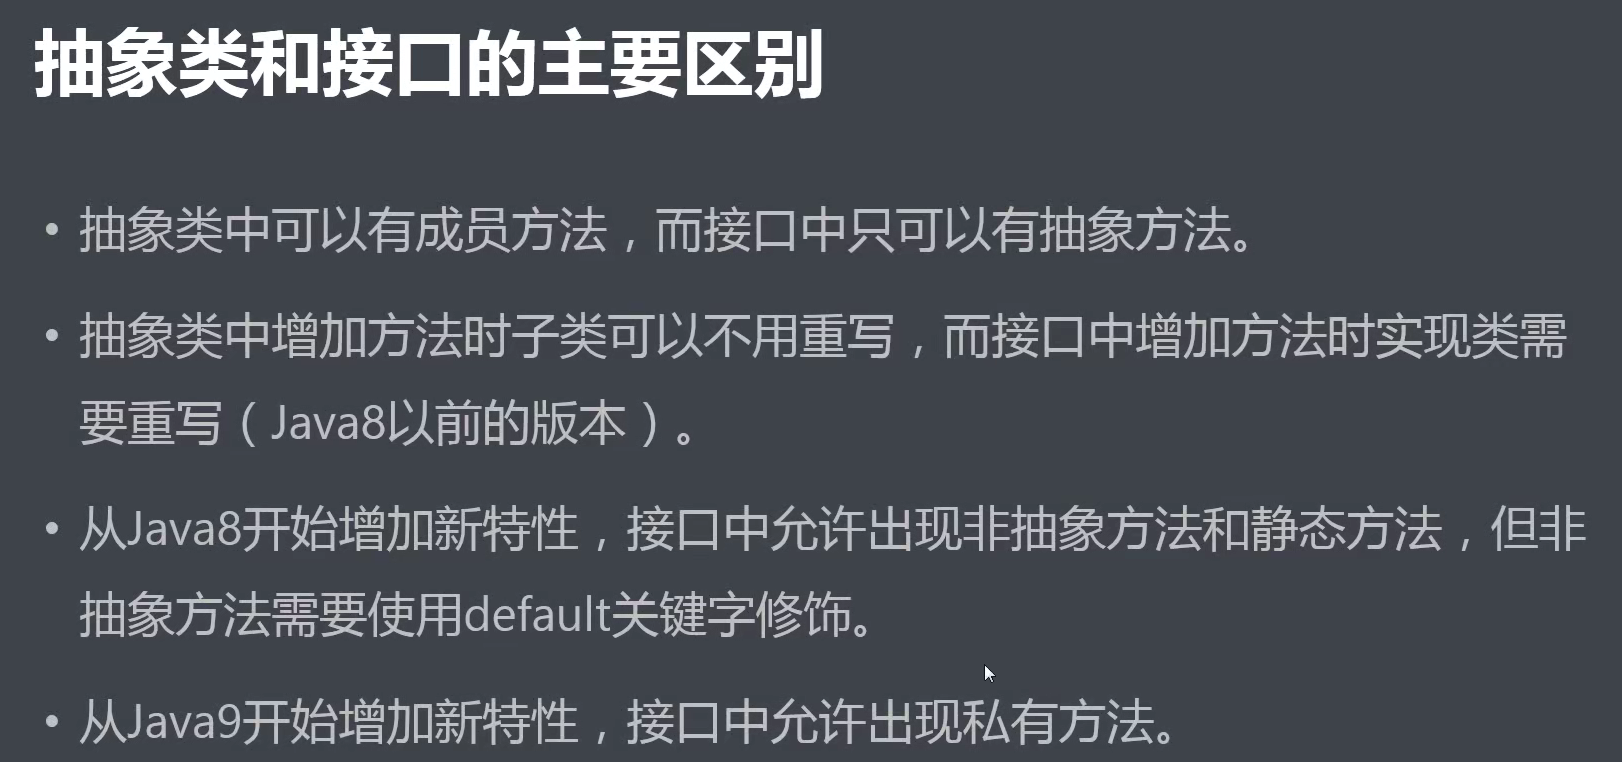 抽象类和接口的主要区别
• 抽象类中可以有成员方法，而接口中只可以有抽象方法。
• 抽象类中增加方法时子类可以不用重写，而接口中增加方法时实现类需
要重写（Java8以前的版本）。
• 从Java8开始增加新特性，接口中允许出现非抽象方法和静态方法，但非
抽象方法需要使用default关键字修饰。
• 从Java9开始增加新特性，接口中允许出现私有方法。